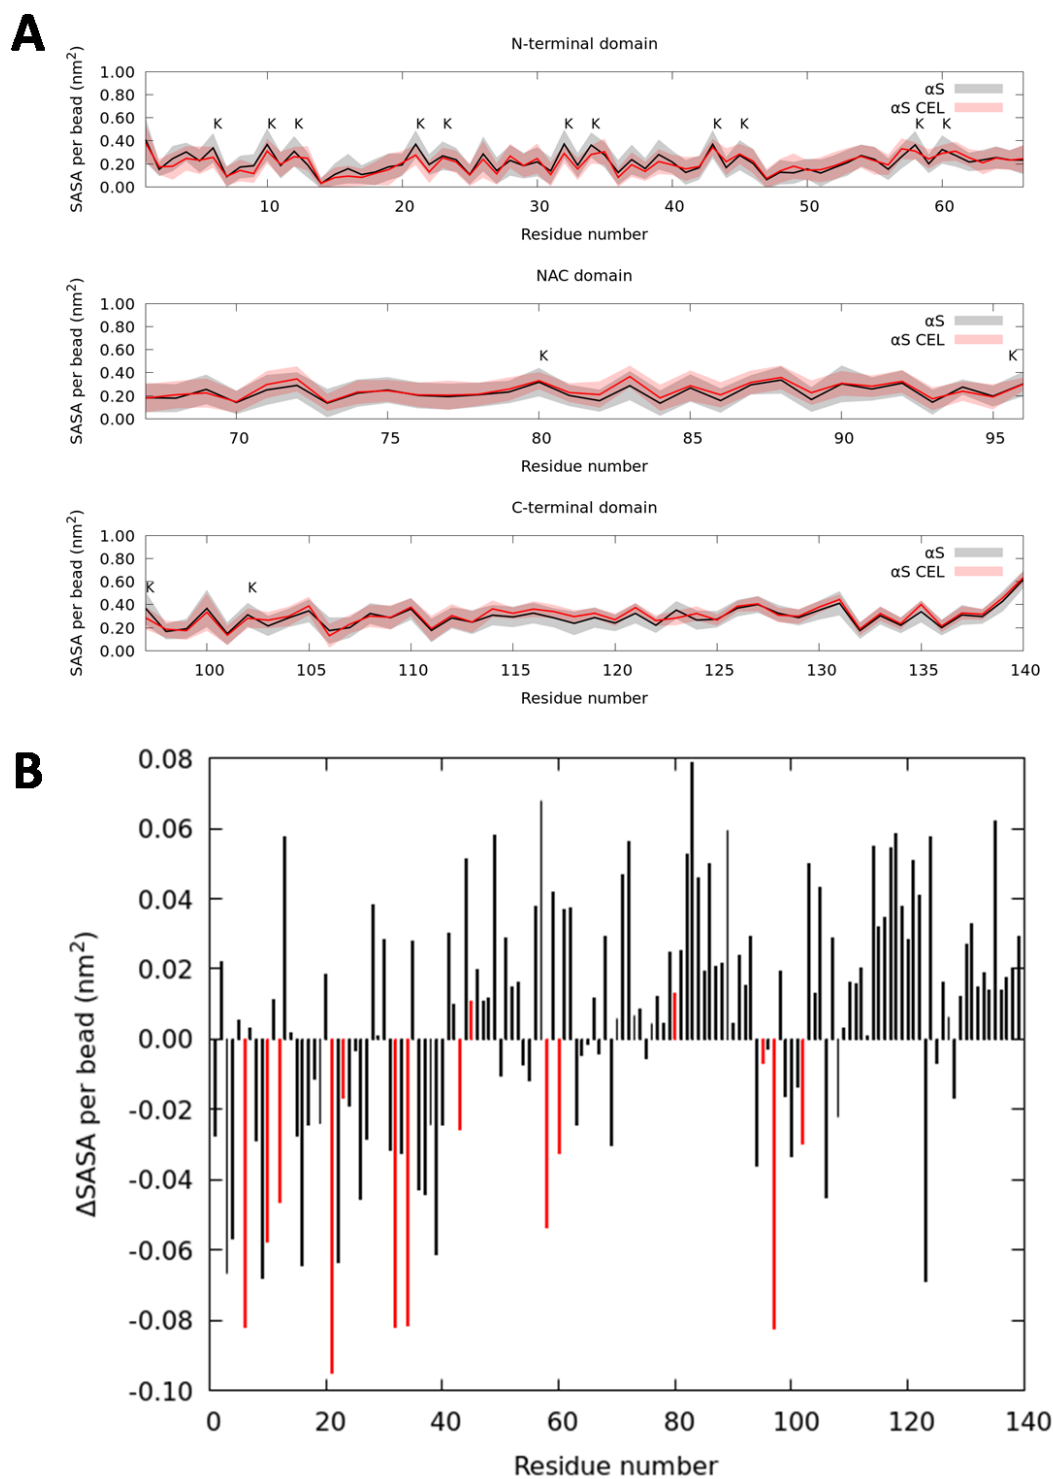 A
N-terminal domain
SASA per bead (nm²)
1.00
0.80
0.60
0.40
0.20
0.00
αS
αS CEL
K K K K K K K K K K K
10 20 30 40 50 60
Residue number
NAC domain
SASA per bead (nm²)
1.00
0.80
0.60
0.40
0.20
0.00
αS
αS CEL
K K
70 75 80 85 90 95
Residue number
C-terminal domain
SASA per bead (nm²)
1.00
0.80
0.60
0.40
0.20
0.00
αS
αS CEL
K K
100 105 110 115 120 125 130 135 140
Residue number
B
ΔSASA per bead (nm²)
0.08
0.06
0.04
0.02
0.00
-0.02
-0.04
-0.06
-0.08
-0.10
0 20 40 60 80 100 120 140
Residue number